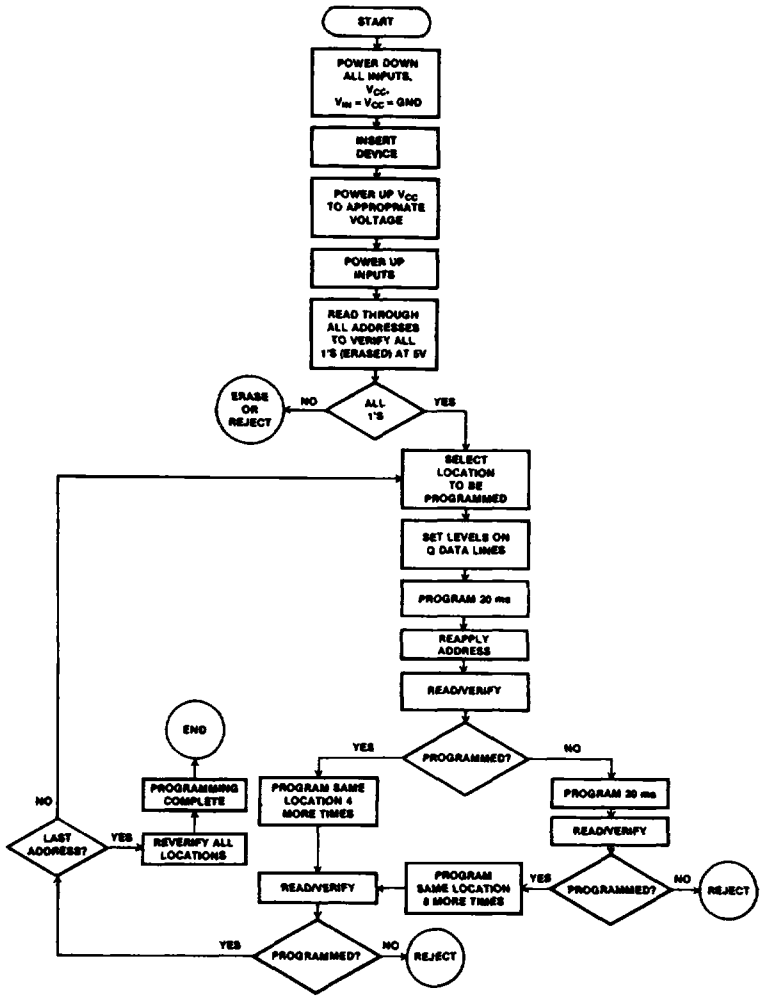 START
POWER DOWN
ALL INPUTS,
VCC,
VIN = VCC = GND
INSERT
DEVICE
POWER UP VCC
TO APPROPRIATE
VOLTAGE
POWER UP
INPUTS
READ THROUGH
ALL ADDRESSES
TO VERIFY ALL
1'S (ERASED) AT 5V
ERASE
OR
REJECT
NO
ALL
1'S
YES
SELECT
LOCATION
TO BE
PROGRAMMED
SET LEVELS ON
Q DATA LINES
PROGRAM 20 ms
REAPPLY
ADDRESS
READ/VERIFY
END
YES
PROGRAMMED?
NO
PROGRAMMING
COMPLETE
PROGRAM SAME
LOCATION 4
MORE TIMES
PROGRAM 20 ms
NO
LAST
ADDRESS?
YES
REVERIFY ALL
LOCATIONS
READ/VERIFY
READ/VERIFY
PROGRAM
SAME LOCATION
8 MORE TIMES
YES
PROGRAMMED?
NO
REJECT
YES
PROGRAMMED?
NO
REJECT